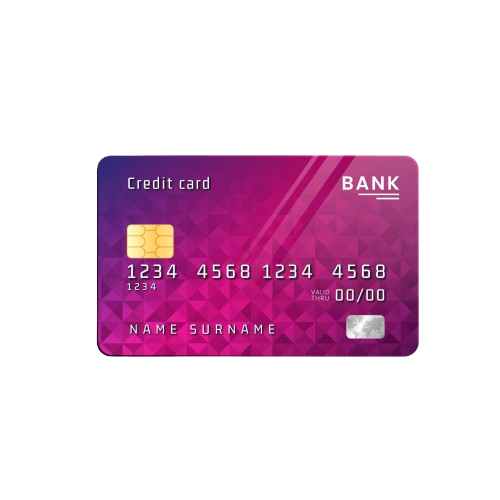 Credit card
BANK
1234 4568 1234 4568
1234
VALID
THRU
00/00
NAME SURNAME